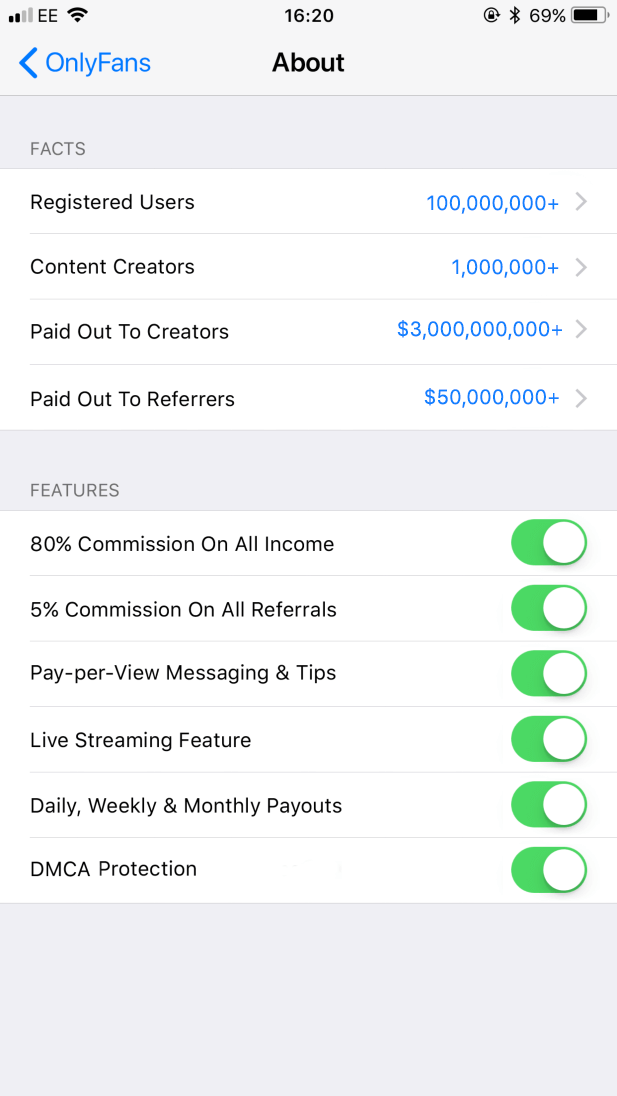 EE 16:20 69%
OnlyFans About
FACTS
Registered Users 100,000,000+
Content Creators 1,000,000+
Paid Out To Creators $3,000,000,000+
Paid Out To Referrers $50,000,000+
FEATURES
80% Commission On All Income
5% Commission On All Referrals
Pay-per-View Messaging & Tips
Live Streaming Feature
Daily, Weekly & Monthly Payouts
DMCA Protection